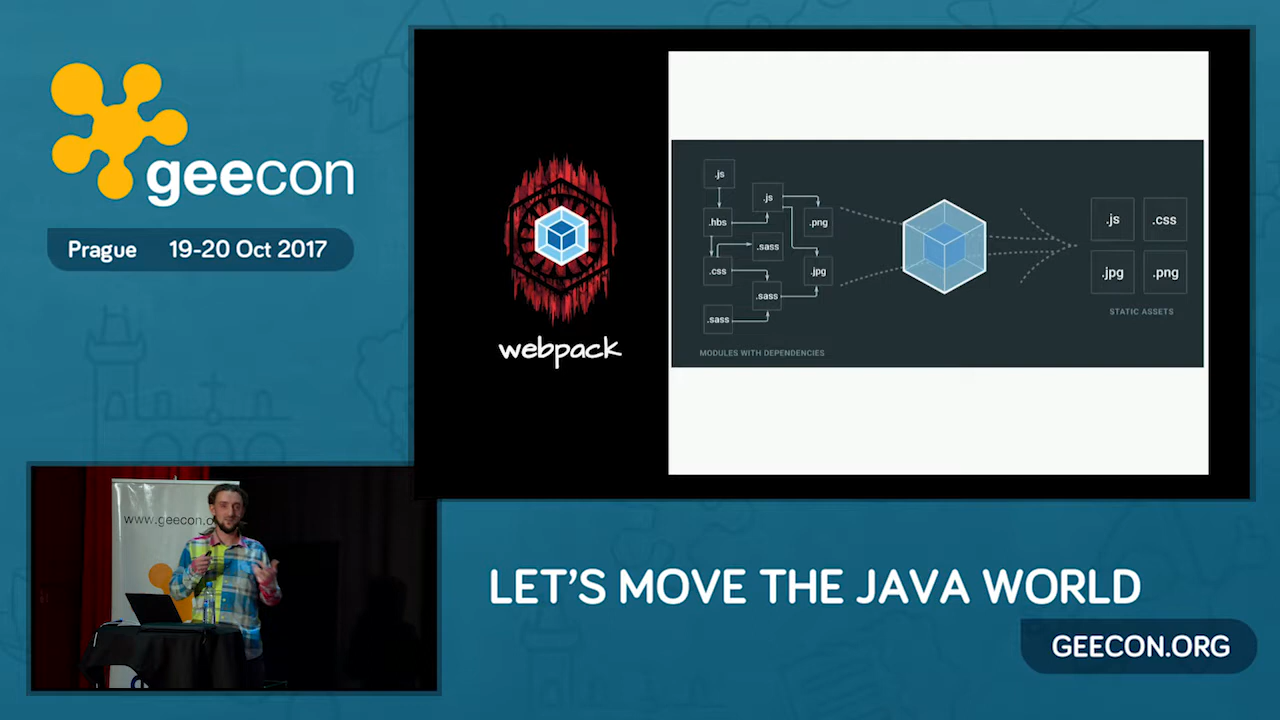 geecon
Prague 19-20 Oct 2017
webpack
.js
.js
.hbs
.png
.sass
.css
.jpg
.sass
.sass
MODULES WITH DEPENDENCIES
.js
.css
.jpg
.png
STATIC ASSETS
www.geecon.o
LET'S MOVE THE JAVA WORLD
GEECON.ORG